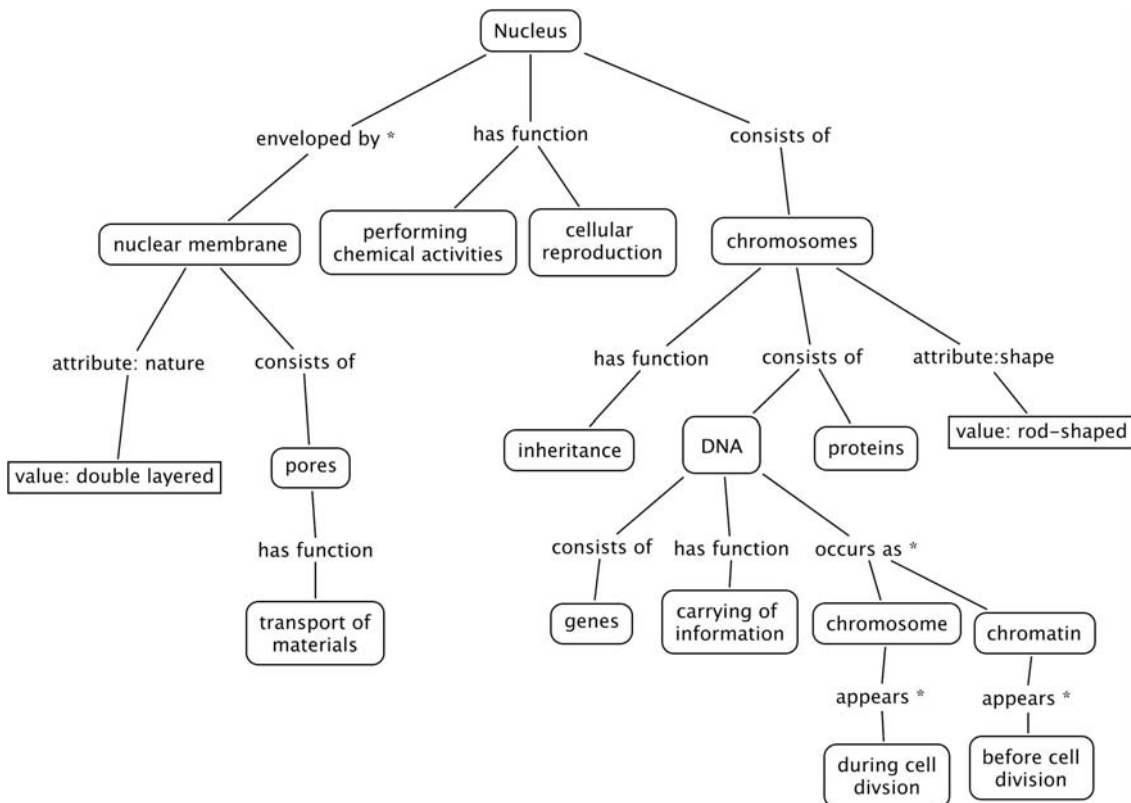 Nucleus
enveloped by *
has function
consists of
nuclear membrane
performing
chemical activities
cellular
reproduction
chromosomes
attribute: nature
consists of
has function
consists of
attribute:shape
value: double layered
pores
inheritance
DNA
proteins
value: rod-shaped
has function
consists of
has function
occurs as *
transport of
materials
genes
carrying of
information
chromosome
chromatin
appears *
appears *
during cell
divsion
before cell
division